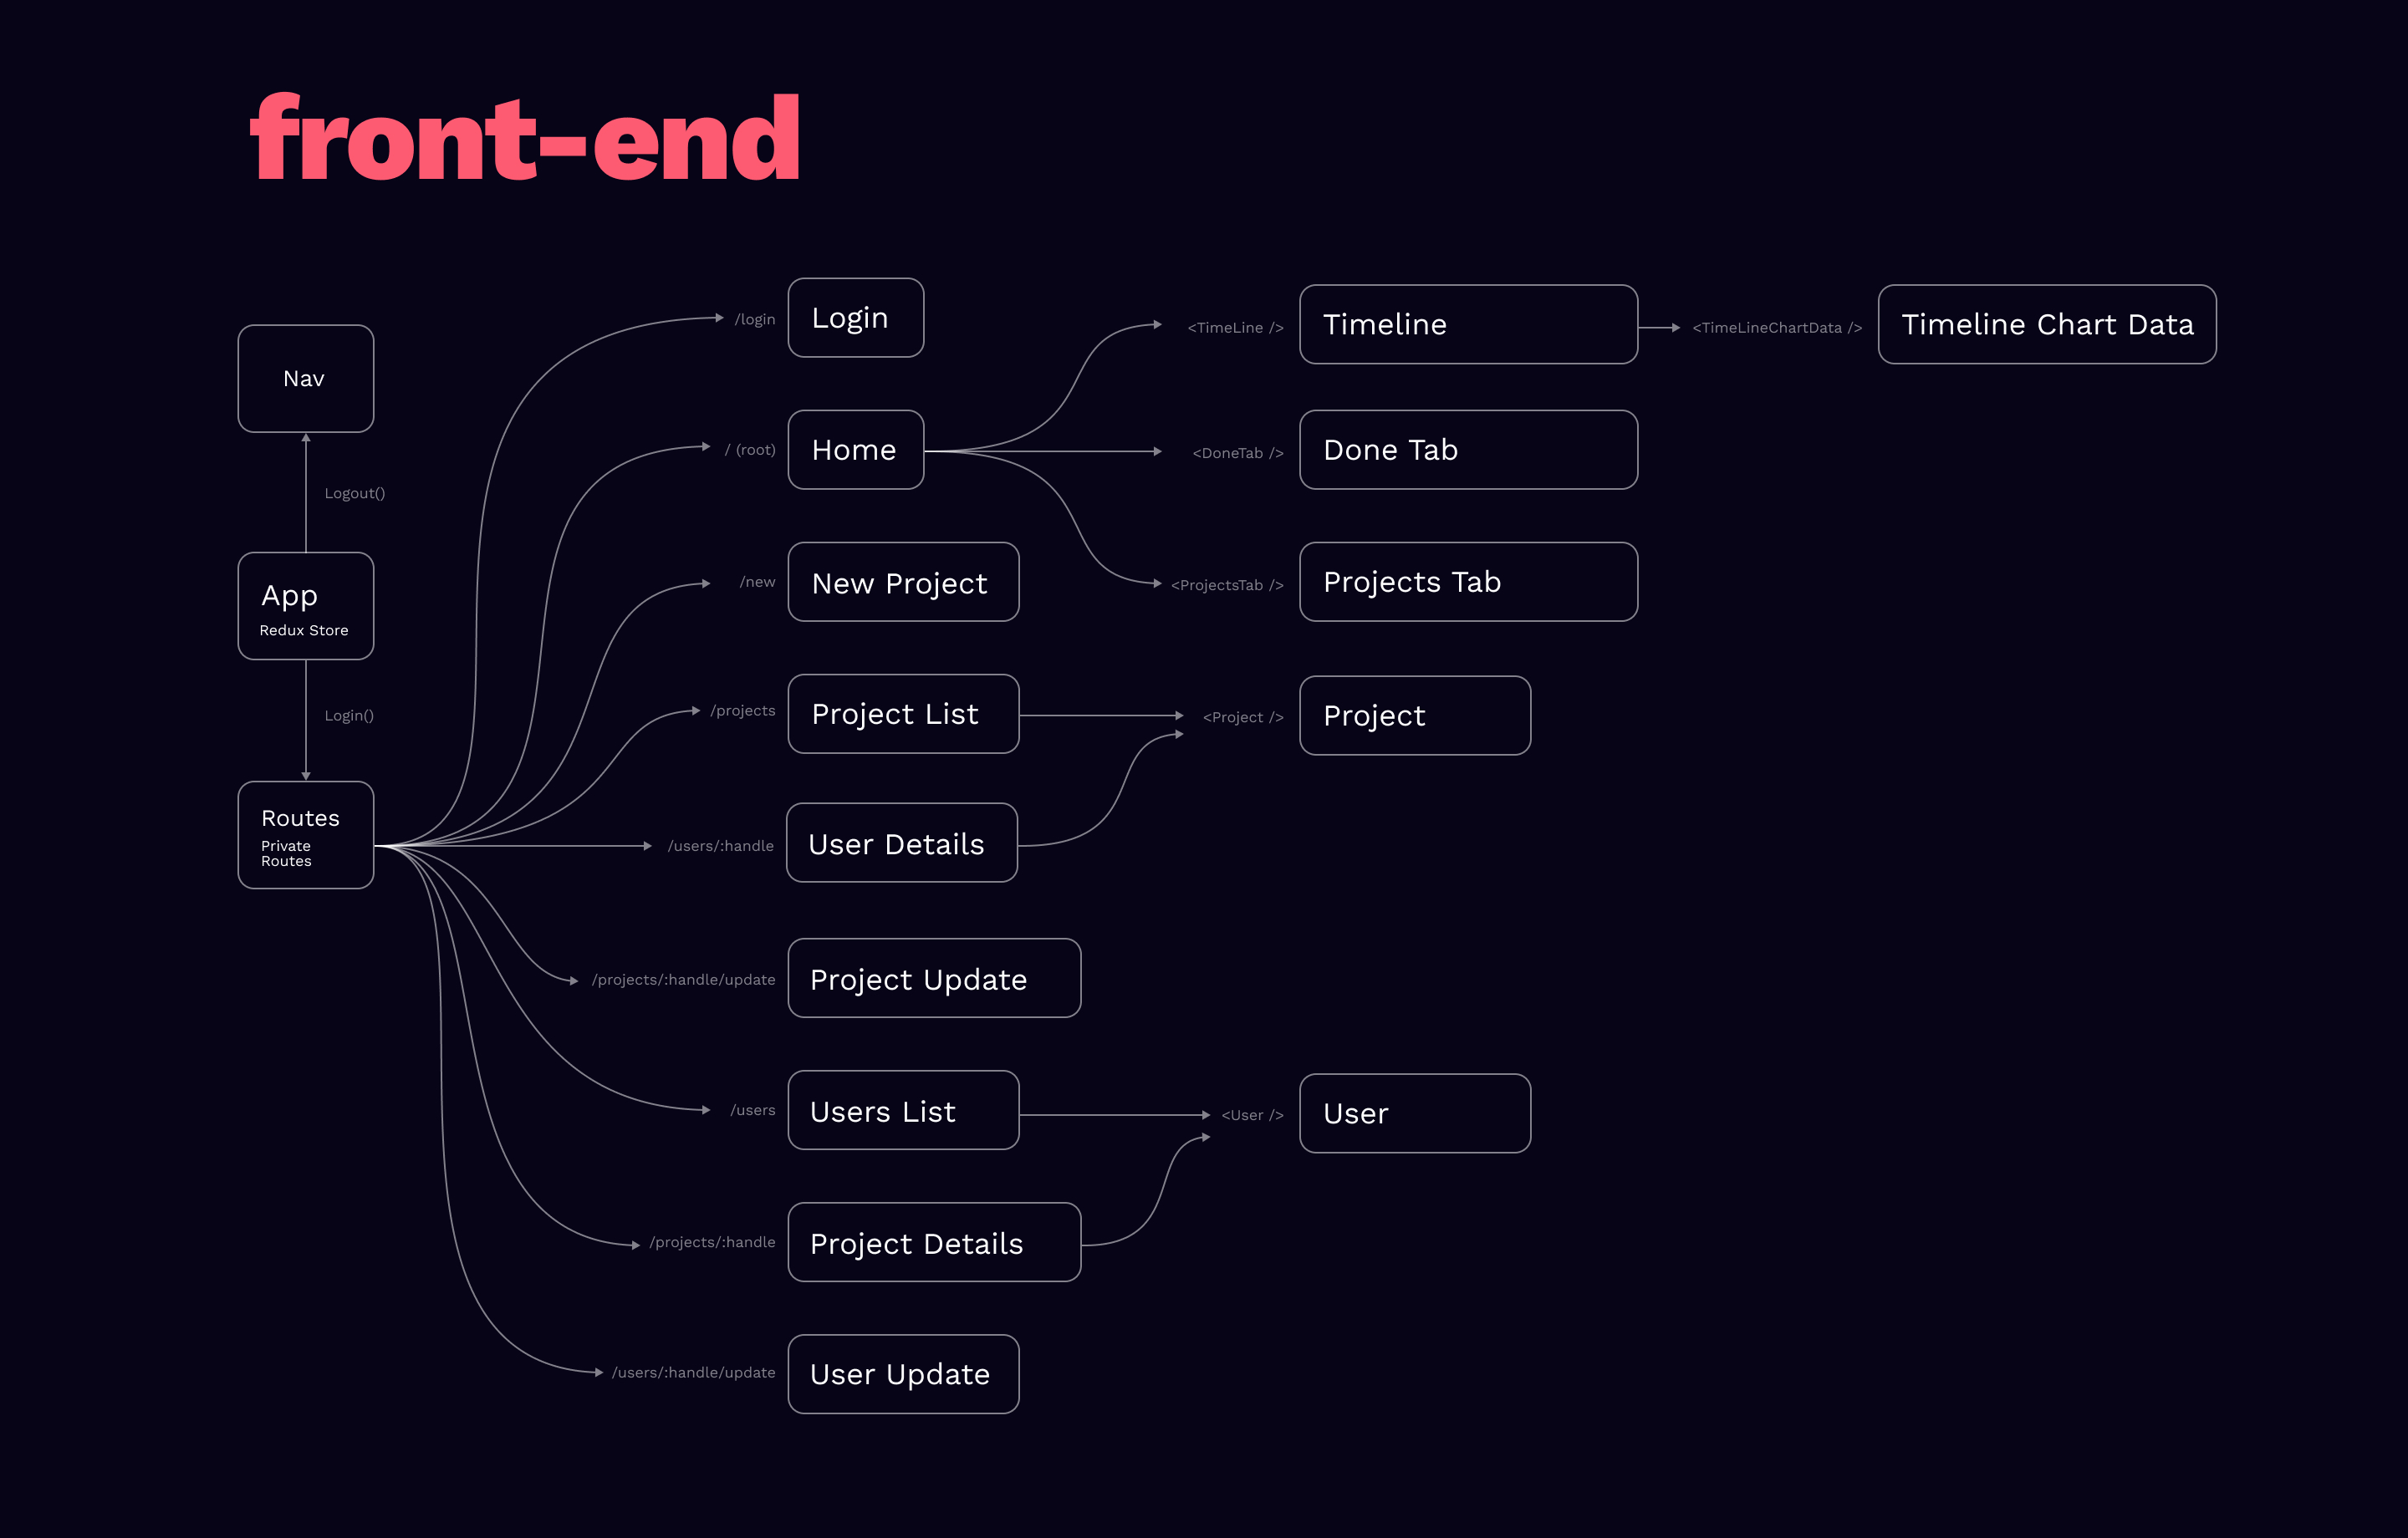 front-end
Nav
Logout()
App
Redux Store
Login()
Routes
Private
Routes
/login
Login
<TimeLine />
Timeline
<TimeLineChartData />
Timeline Chart Data
/ (root)
Home
<DoneTab />
Done Tab
/new
New Project
<ProjectsTab />
Projects Tab
/projects
Project List
<Project />
Project
/users/:handle
User Details
/projects/:handle/update
Project Update
/users
Users List
<User />
User
/projects/:handle
Project Details
/users/:handle/update
User Update